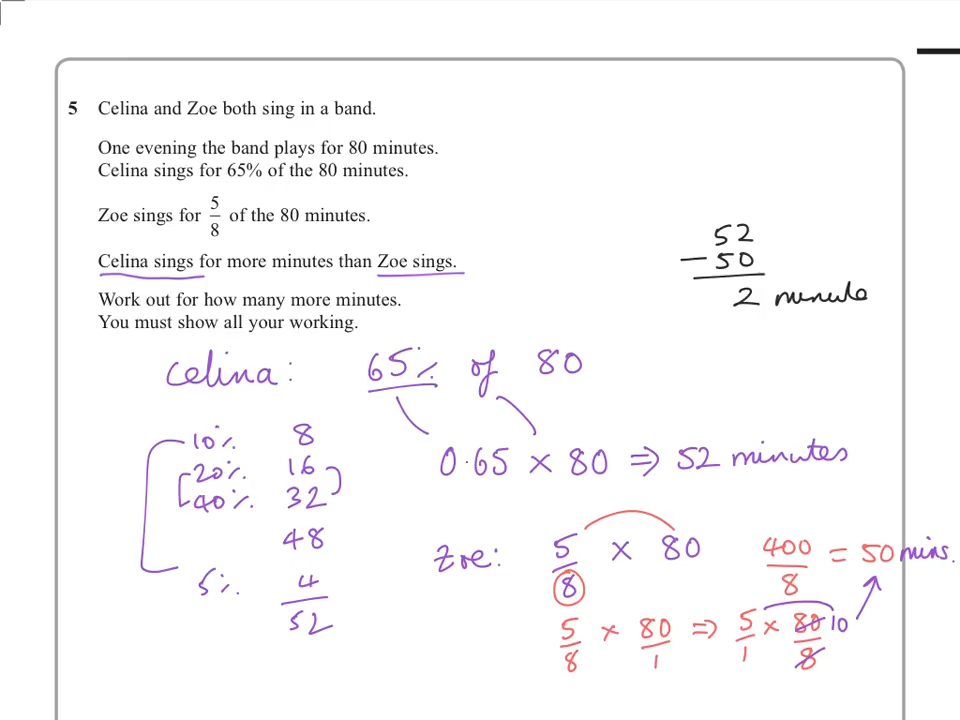 5 Celina and Zoe both sing in a band.
One evening the band plays for 80 minutes.
Celina sings for 65% of the 80 minutes.
Zoe sings for 5/8 of the 80 minutes.
Celina sings for more minutes than Zoe sings.
Work out for how many more minutes.
You must show all your working.
52
− 50
2 minute
Celina: 65% of 80
10% 8
20% 16
40% 32
48
5% 4
52
0.65 × 80 ⇒ 52 minutes
Zoe: 5/8 × 80
400/8 = 50 mins.
5/8 × 80/1 ⇒ 5/1 × 80/8 10